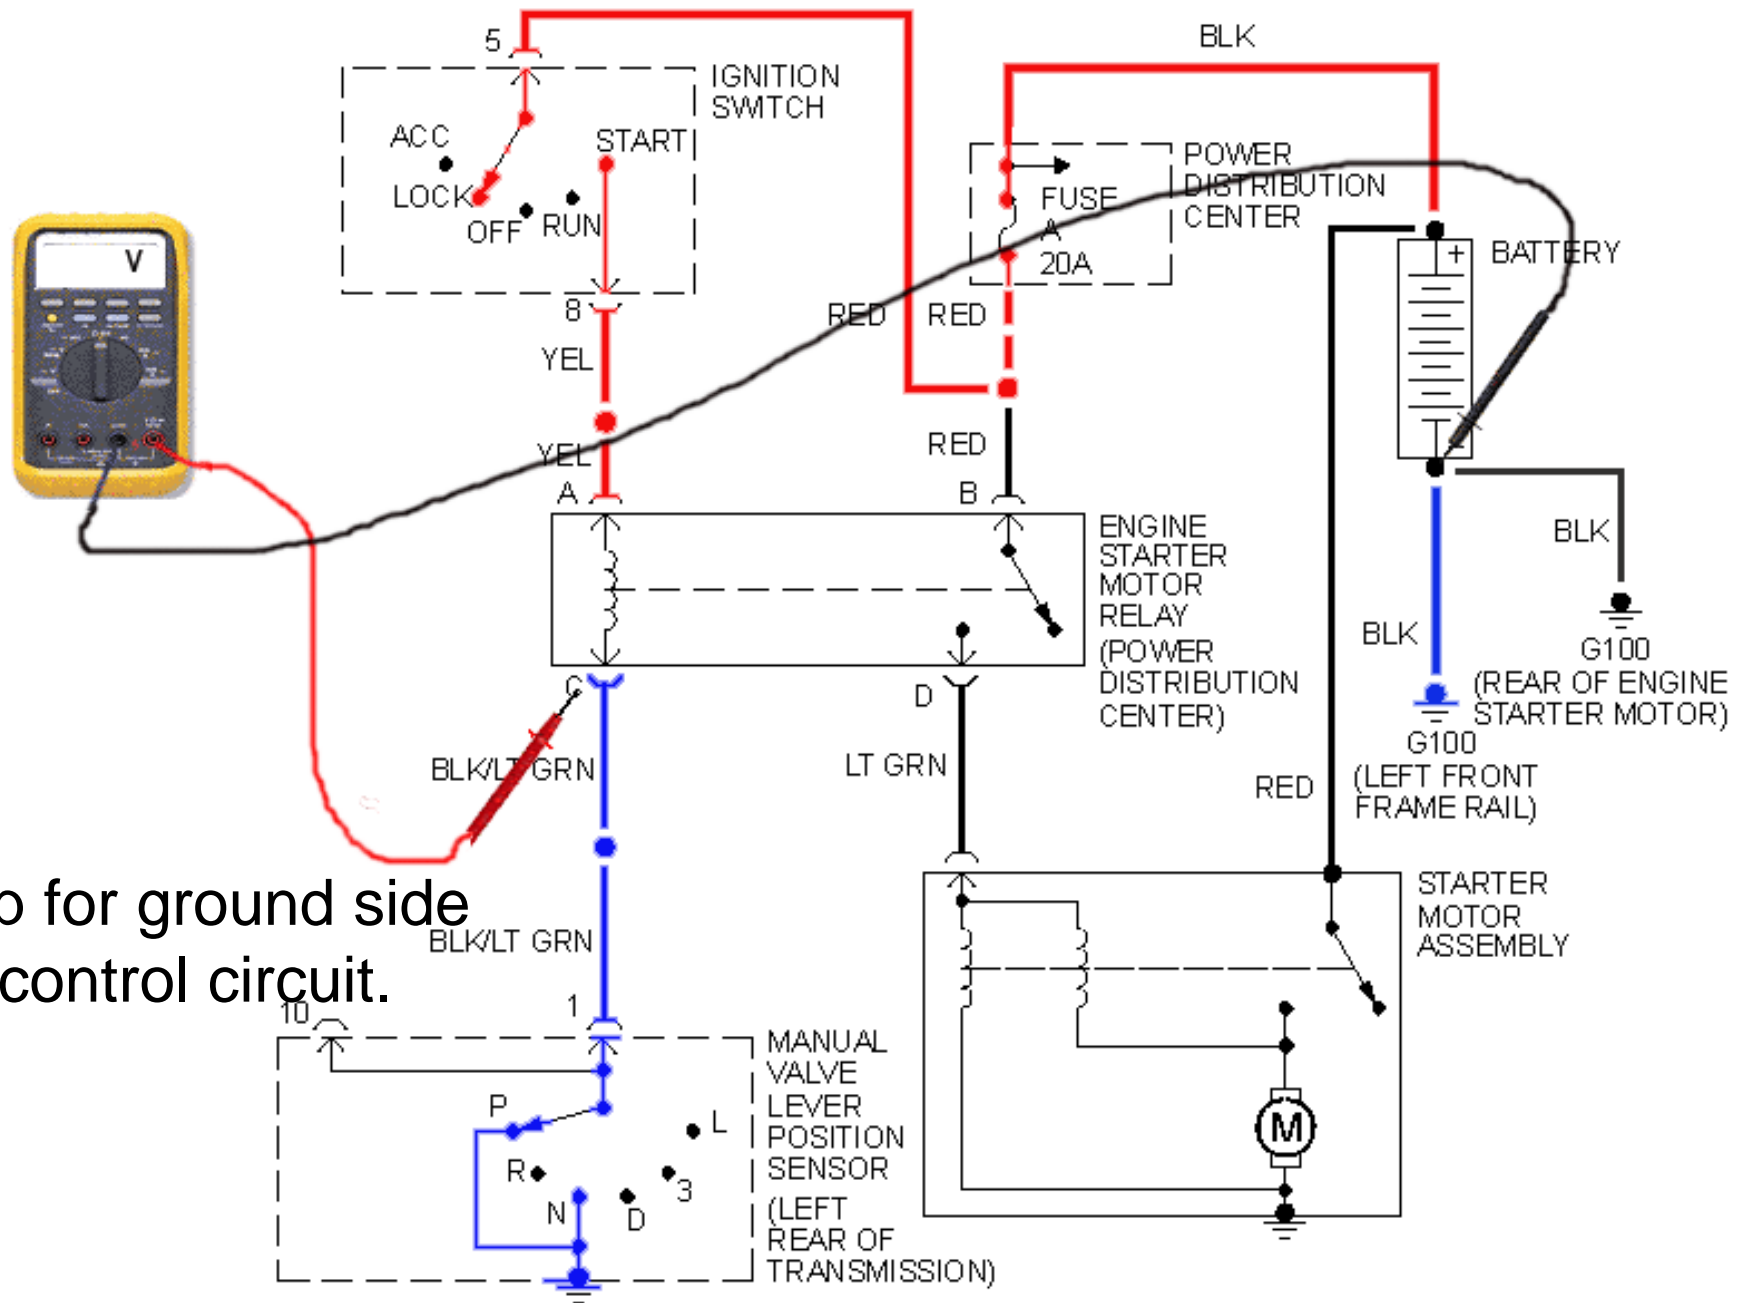 5
BLK
IGNITION
SWITCH
ACC
START
LOCK
OFF
RUN
POWER
DISTRIBUTION
CENTER
FUSE
A
20A
V
+
BATTERY
8
RED
RED
YEL
RED
YEL
A
B
ENGINE
STARTER
MOTOR
RELAY
(POWER
DISTRIBUTION
CENTER)
BLK
BLK
G100
(REAR OF ENGINE
STARTER MOTOR)
C
D
G100
(LEFT FRONT
FRAME RAIL)
BLK/LT GRN
LT GRN
RED
for ground side
control circuit.
BLK/LT GRN
STARTER
MOTOR
ASSEMBLY
10
1
MANUAL
VALVE
LEVER
POSITION
SENSOR
(LEFT
REAR OF
TRANSMISSION)
P
L
R
3
N
D
M